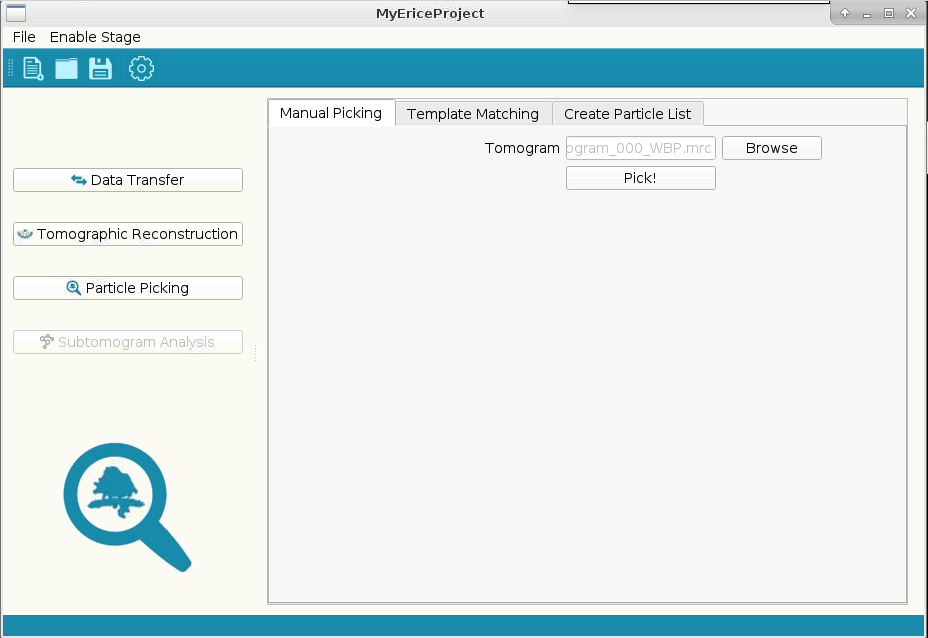 MyEriceProject
File Enable Stage
Manual Picking Template Matching Create Particle List
Tomogram ogram_000_WBP.mrc Browse
Pick!
Data Transfer
Tomographic Reconstruction
Particle Picking
Subtomogram Analysis